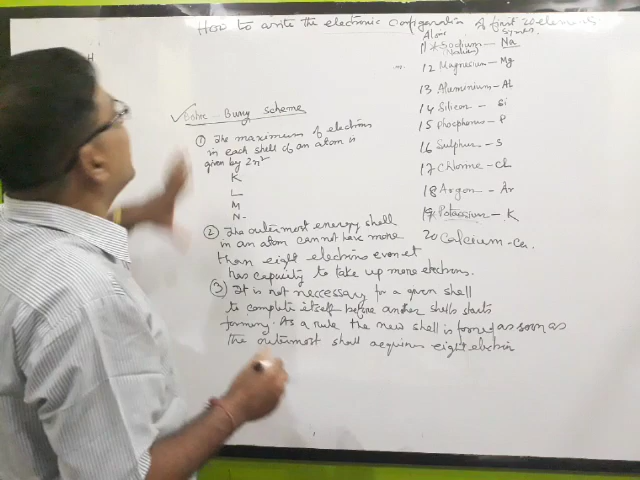 How to write the electronic configuration of first 20 elements
H
Bohr - Bury scheme
① The maximum of electrons
in each shell of an atom is
given by 2n²
K
L
M
N-
② The outermost energy shell
in an atom cannot have more
than eight electrons even if
has capacity to take up more electrons.
③ It is not neccessary for a given shell
to complete itself before another shells starts
forming. As a rule the new shell is formed as soon as
the outermost shell acquires eight electron
11 * Sodium - Na
12 Magnesium - Mg
13 Aluminium - Al
14 Silicon - Si
15 Phosphorus - P
16 Sulphur - S
17 Chlorine - Cl
18 Argon - Ar
19 Potassium - K
20 Calcium - Ca.